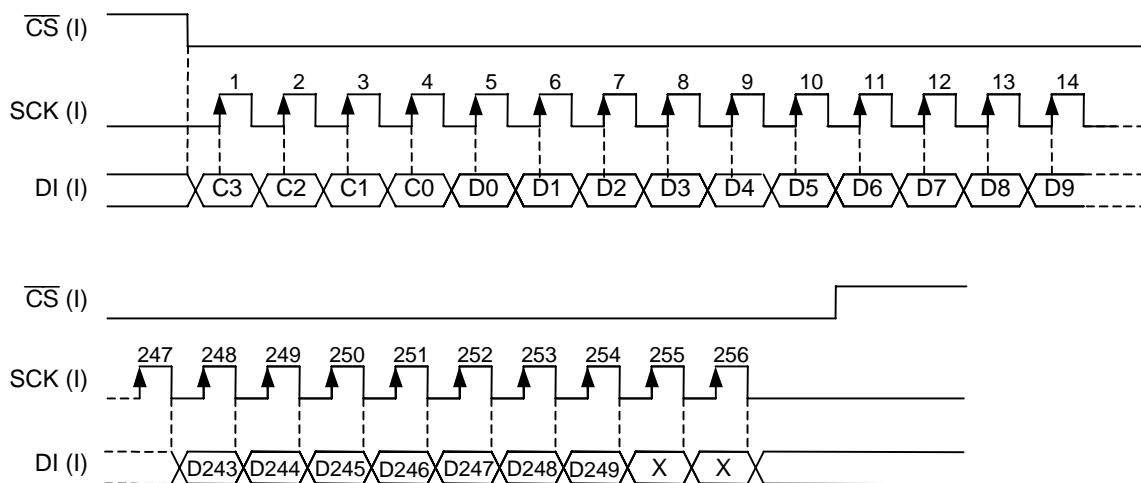 CS (I)
1 2 3 4 5 6 7 8 9 10 11 12 13 14
SCK (I)
DI (I) C3 C2 C1 C0 D0 D1 D2 D3 D4 D5 D6 D7 D8 D9
CS (I)
247 248 249 250 251 252 253 254 255 256
SCK (I)
DI (I) D243 D244 D245 D246 D247 D248 D249 X X